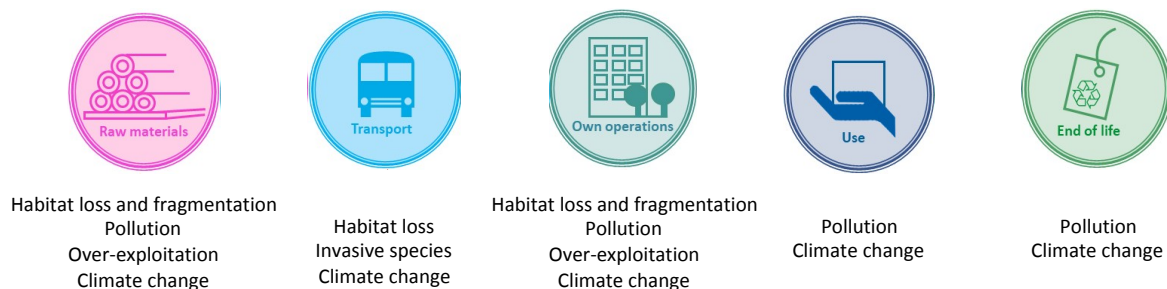 Raw materials
Habitat loss and fragmentation
Pollution
Over-exploitation
Climate change
Transport
Habitat loss
Invasive species
Climate change
Own operations
Habitat loss and fragmentation
Pollution
Over-exploitation
Climate change
Use
Pollution
Climate change
End of life
Pollution
Climate change